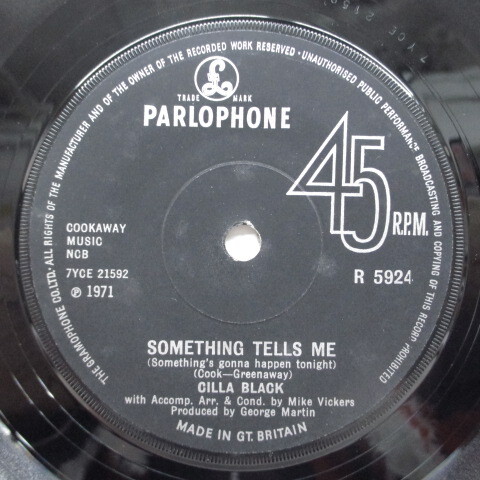 THE GRAMOPHONE CO.LTD. ALL RIGHTS OF THE MANUFACTURER AND OF THE OWNER OF THE RECORDED WORK RESERVED · UNAUTHORISED PUBLIC PERFORMANCE BROADCASTING AND COPYING OF THIS RECORD PROHIBITED
£
TRADE MARK
PARLOPHONE
45
R.P.M.
COOKAWAY
MUSIC
NCB
7YCE 21592
℗ 1971
R 5924
SOMETHING TELLS ME
(Something's gonna happen tonight)
(Cook—Greenaway)
CILLA BLACK
with Accomp. Arr. & Cond. by Mike Vickers
Produced by George Martin
MADE IN GT. BRITAIN